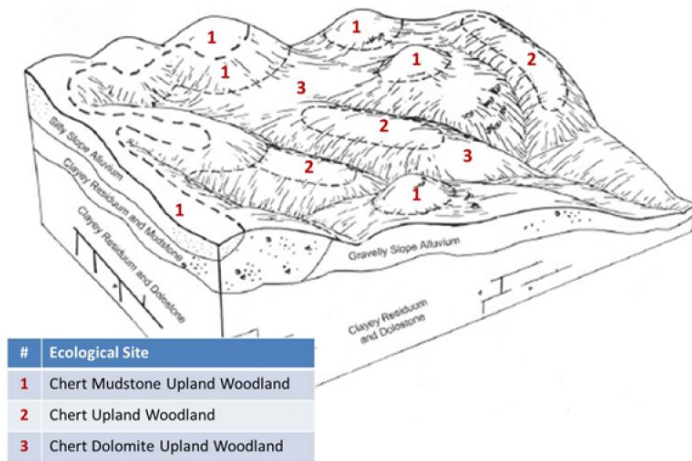 1
1
1
1
2
3
2
3
2
1
1
Silty Slope Alluvium
Clayey Residuum and Mudstone
Clayey Residuum and Dolostone
Gravelly Slope Alluvium
Clayey Residuum
and Dolostone
# Ecological Site
1 Chert Mudstone Upland Woodland
2 Chert Upland Woodland
3 Chert Dolomite Upland Woodland